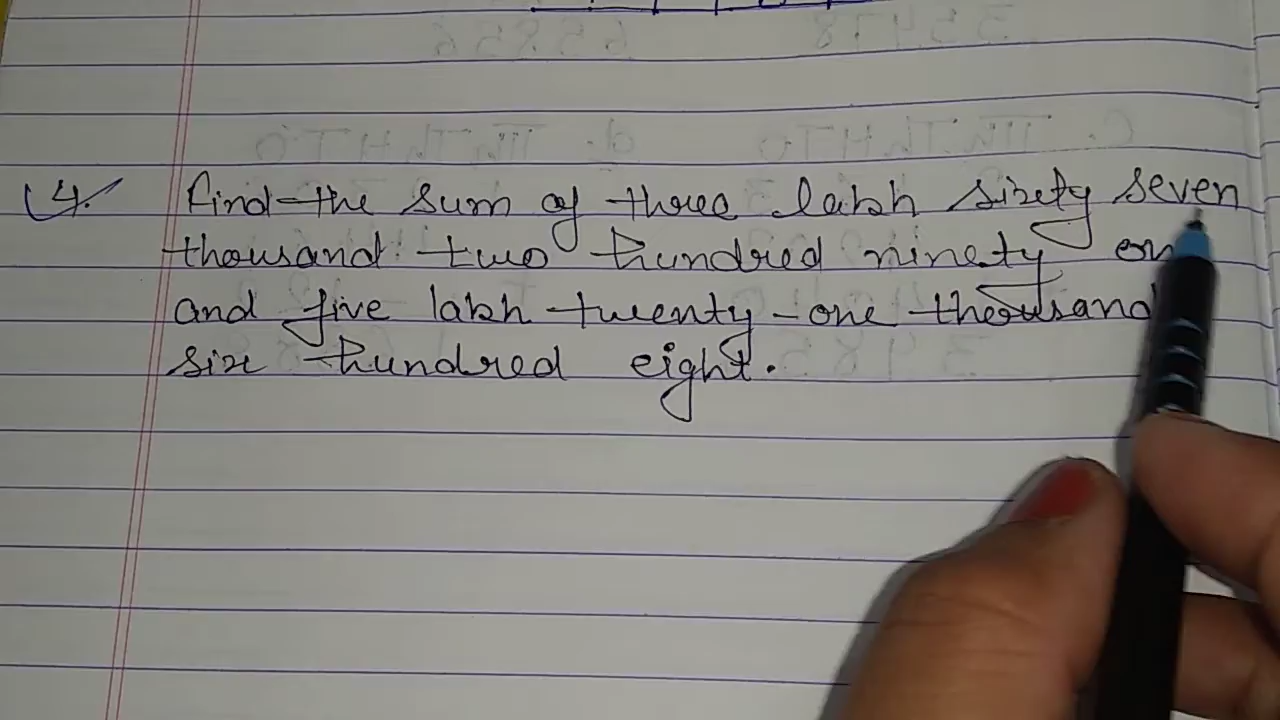 4. Find the sum of three lakh sixty seven
thousand two hundred ninety
and five lakh twenty-one thousand
six hundred eight.